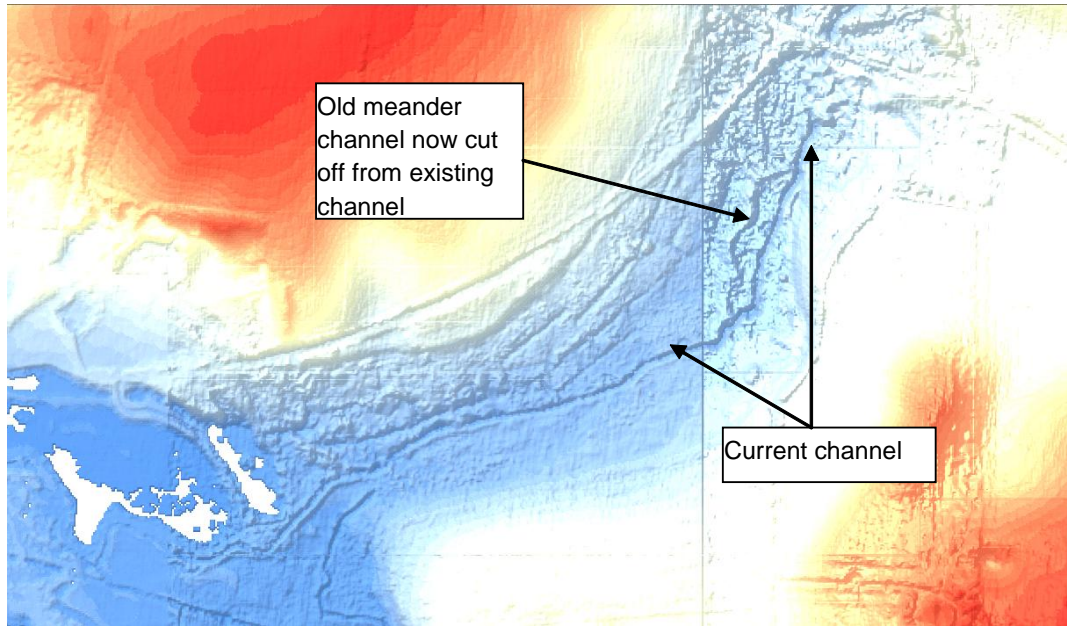 Old meander
channel now cut
off from existing
channel
Current channel